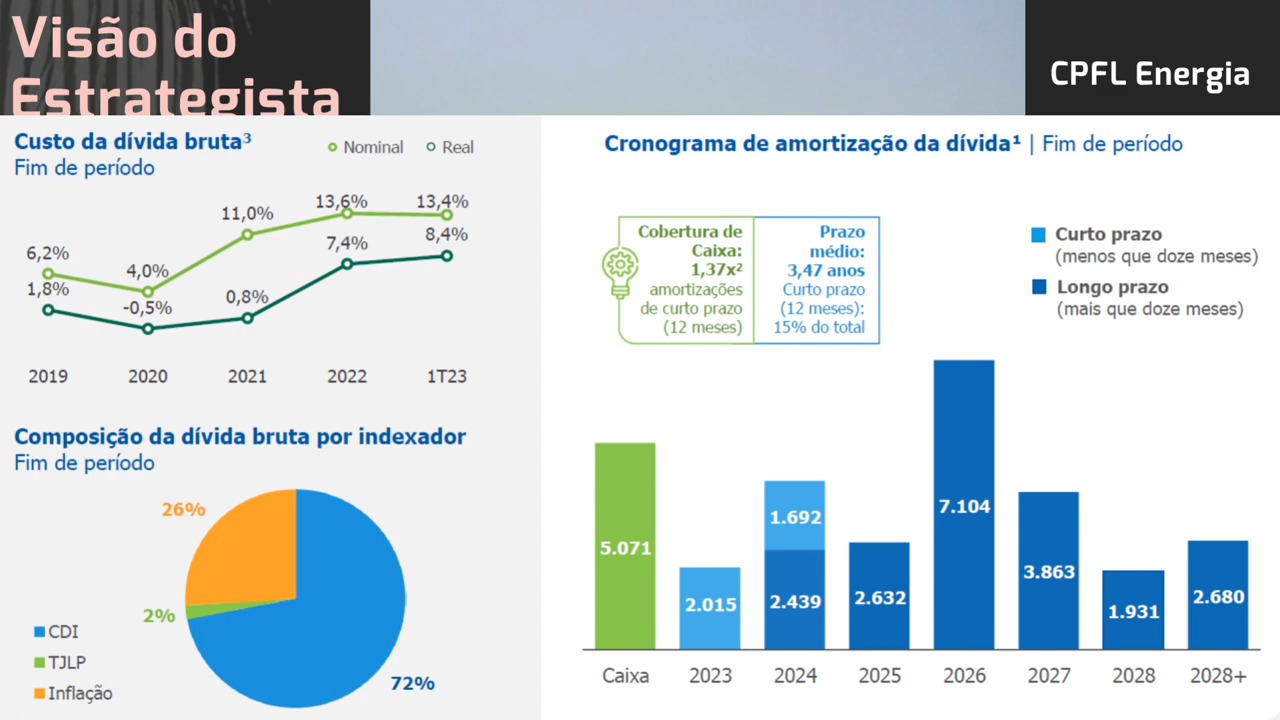 Visão do
Estrategista
CPFL Energia
Custo da dívida bruta³
Fim de período
Nominal
Real
6,2%
4,0%
11,0%
13,6%
13,4%
1,8%
-0,5%
0,8%
7,4%
8,4%
2019
2020
2021
2022
1T23
Composição da dívida bruta por indexador
Fim de período
26%
2%
72%
CDI
TJLP
Inflação
Cronograma de amortização da dívida¹ | Fim de período
Cobertura de
Caixa:
1,37x²
amortizações
de curto prazo
(12 meses)
Prazo
médio:
3,47 anos
Curto prazo
(12 meses):
15% do total
Curto prazo
(menos que doze meses)
Longo prazo
(mais que doze meses)
5.071
2.015
1.692
2.439
2.632
7.104
3.863
1.931
2.680
Caixa
2023
2024
2025
2026
2027
2028
2028+